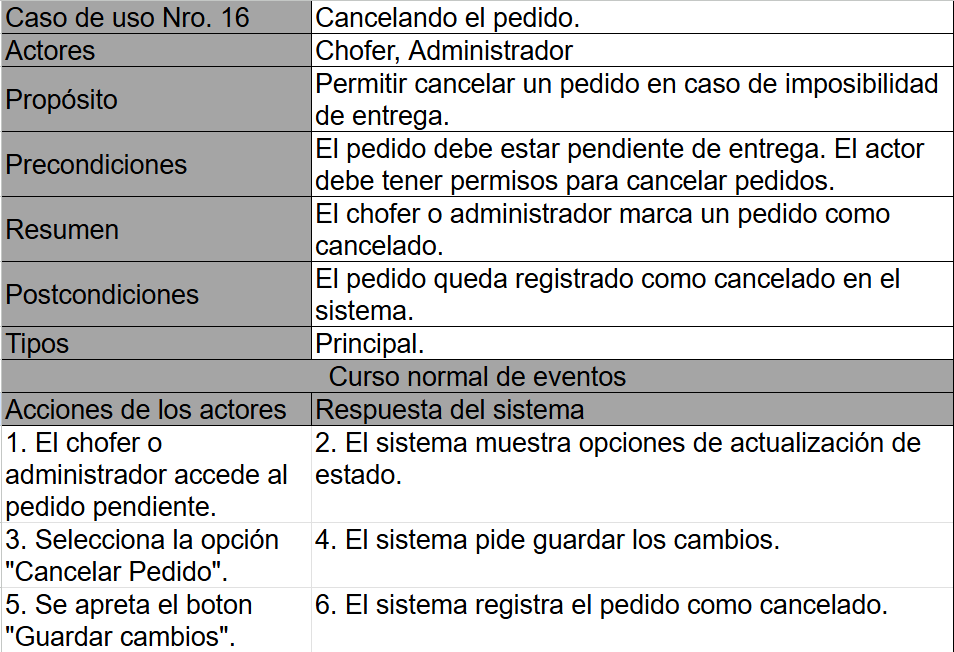 Caso de uso Nro. 16
Cancelando el pedido.
Actores
Chofer, Administrador
Propósito
Permitir cancelar un pedido en caso de imposibilidad
de entrega.
Precondiciones
El pedido debe estar pendiente de entrega. El actor
debe tener permisos para cancelar pedidos.
Resumen
El chofer o administrador marca un pedido como
cancelado.
Postcondiciones
El pedido queda registrado como cancelado en el
sistema.
Tipos
Principal.
Curso normal de eventos
Acciones de los actores
Respuesta del sistema
1. El chofer o
administrador accede al
pedido pendiente.
2. El sistema muestra opciones de actualización de
estado.
3. Selecciona la opción
"Cancelar Pedido".
4. El sistema pide guardar los cambios.
5. Se apreta el boton
"Guardar cambios".
6. El sistema registra el pedido como cancelado.